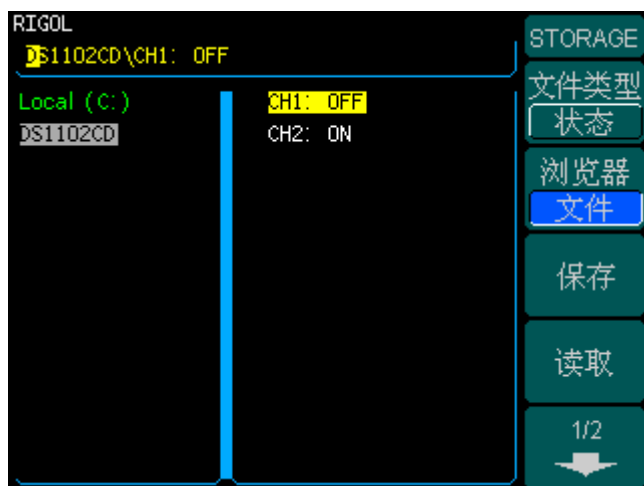 RIGOL
DS1102CD\CH1: OFF
Local (C:)
DS1102CD
CH1: OFF
CH2: ON
STORAGE
文件类型
状态
浏览器
文件
保存
读取
1/2